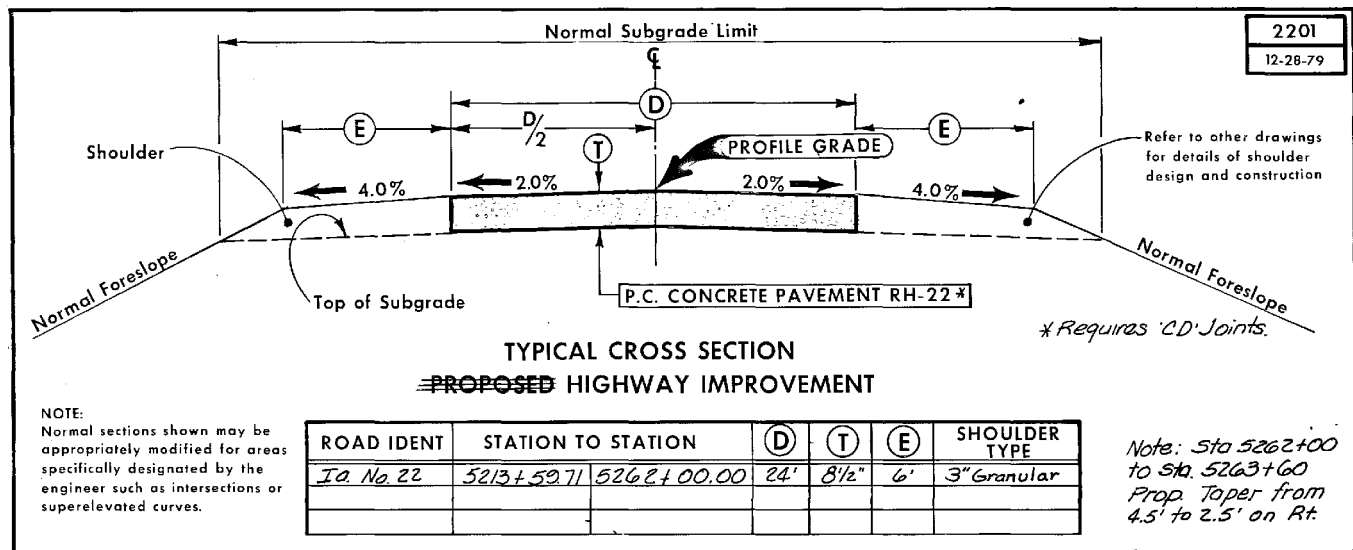 Normal Subgrade Limit
2201
12-28-79
℄
D
E
D/2
E
Shoulder
T
PROFILE GRADE
Refer to other drawings
for details of shoulder
design and construction
4.0%
2.0%
2.0%
4.0%
Normal Foreslope
Top of Subgrade
P.C. CONCRETE PAVEMENT RH-22*
Normal Foreslope
* Requires 'CD' Joints.
TYPICAL CROSS SECTION
PROPOSED HIGHWAY IMPROVEMENT
NOTE:
Normal sections shown may be
appropriately modified for areas
specifically designated by the
engineer such as intersections or
superelevated curves.
ROAD IDENT STATION TO STATION D T E SHOULDER TYPE
Ia. No. 22 5213+59.71 5262+00.00 24' 8 1/2" 6' 3" Granular
Note: Sta 5262+00
to Sta. 5263+60
Prop. Taper from
4.5' to 2.5' on Rt.